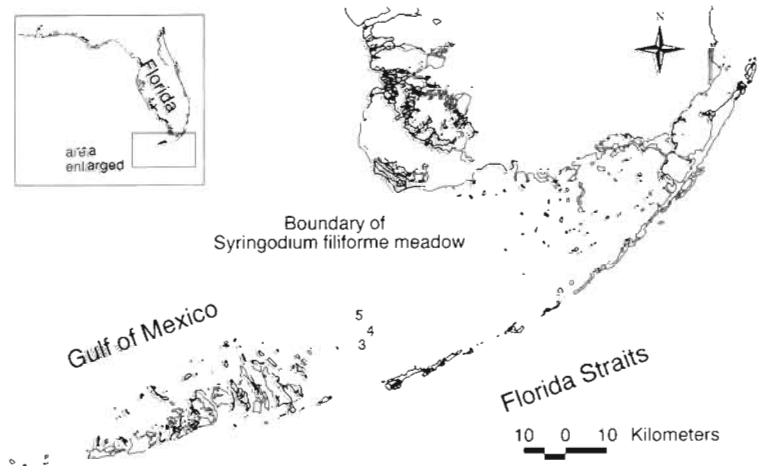 N
Florida
area
enlarged
Boundary of
Syringodium filiforme meadow
Gulf of Mexico
5
4
3
Florida Straits
10 0 10 Kilometers